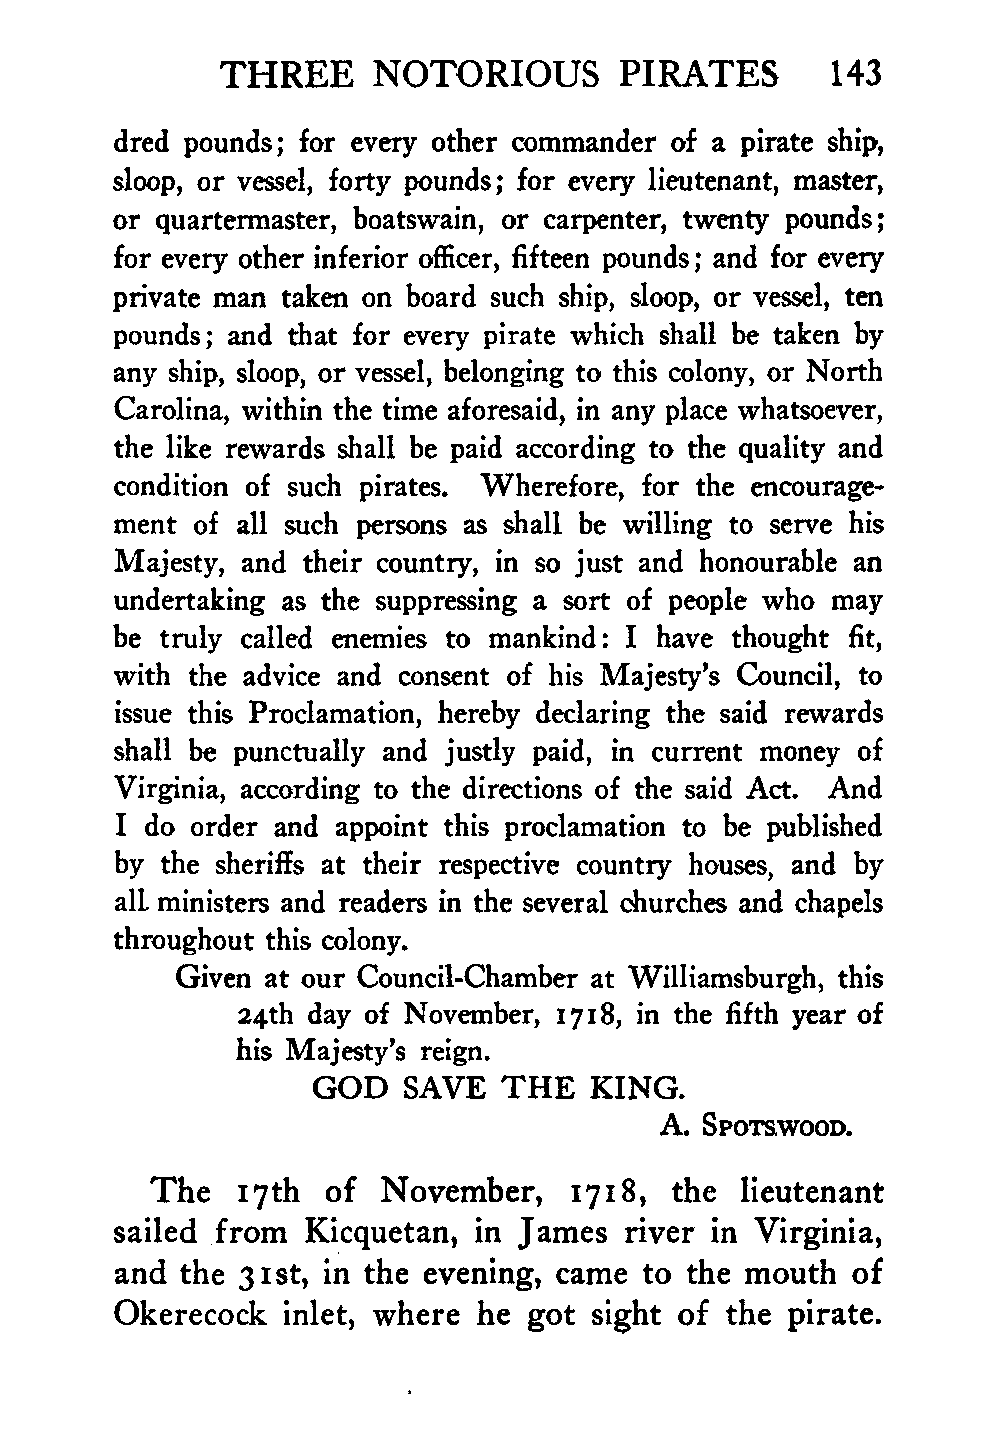 THREE NOTORIOUS PIRATES 143
dred pounds; for every other commander of a pirate ship,
sloop, or vessel, forty pounds; for every lieutenant, master,
or quartermaster, boatswain, or carpenter, twenty pounds;
for every other inferior officer, fifteen pounds; and for every
private man taken on board such ship, sloop, or vessel, ten
pounds; and that for every pirate which shall be taken by
any ship, sloop, or vessel, belonging to this colony, or North
Carolina, within the time aforesaid, in any place whatsoever,
the like rewards shall be paid according to the quality and
condition of such pirates. Wherefore, for the encourage-
ment of all such persons as shall be willing to serve his
Majesty, and their country, in so just and honourable an
undertaking as the suppressing a sort of people who may
be truly called enemies to mankind: I have thought fit,
with the advice and consent of his Majesty's Council, to
issue this Proclamation, hereby declaring the said rewards
shall be punctually and justly paid, in current money of
Virginia, according to the directions of the said Act. And
I do order and appoint this proclamation to be published
by the sheriffs at their respective country houses, and by
all ministers and readers in the several churches and chapels
throughout this colony.
Given at our Council-Chamber at Williamsburgh, this
24th day of November, 1718, in the fifth year of
his Majesty's reign.
GOD SAVE THE KING.
A. SPOTSWOOD.
The 17th of November, 1718, the lieutenant
sailed from Kicquetan, in James river in Virginia,
and the 31st, in the evening, came to the mouth of
Okerecock inlet, where he got sight of the pirate.